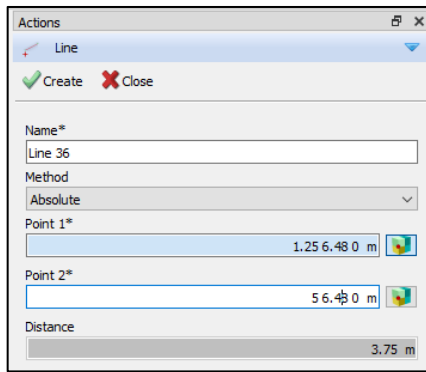 Actions
Line
Create Close
Name*
Line 36
Method
Absolute
Point 1*
1.25 6.48 0 m
Point 2*
5 6.48 0 m
Distance
3.75 m